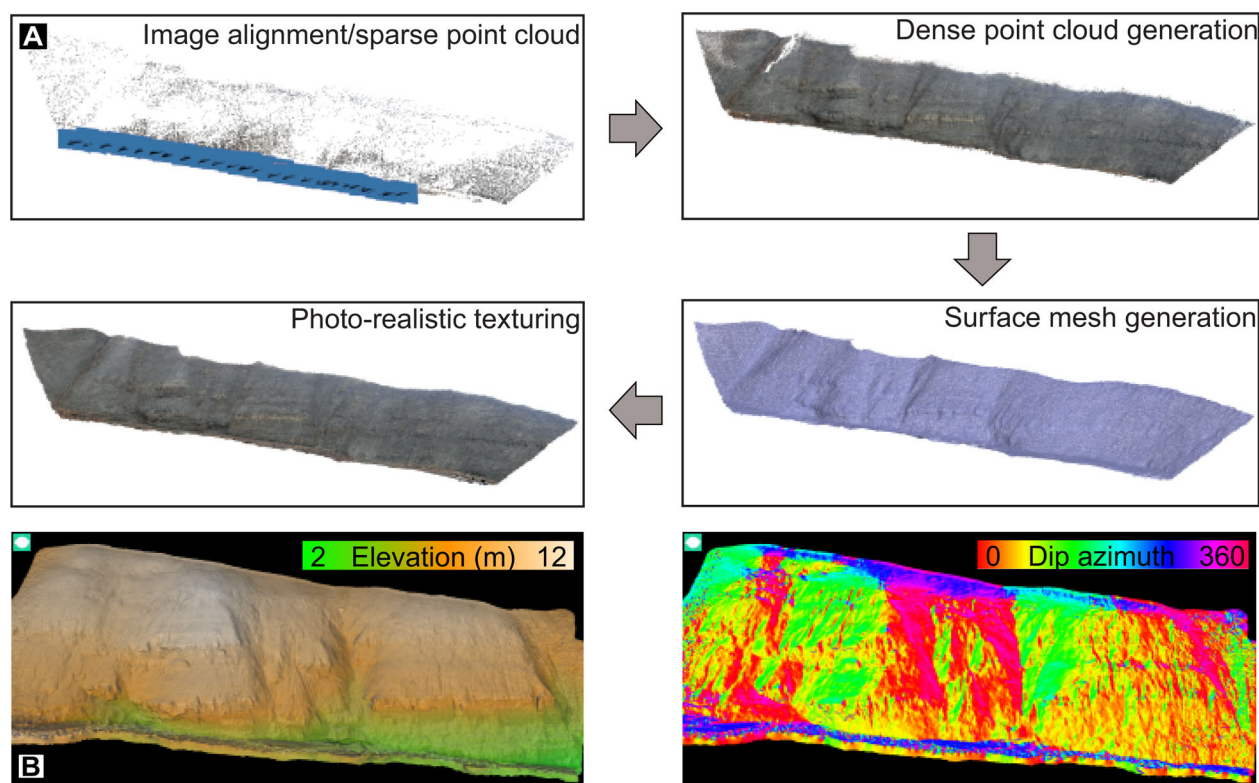 A
Image alignment/sparse point cloud
Dense point cloud generation
Photo-realistic texturing
Surface mesh generation
2 Elevation (m) 12
0 Dip azimuth 360
B